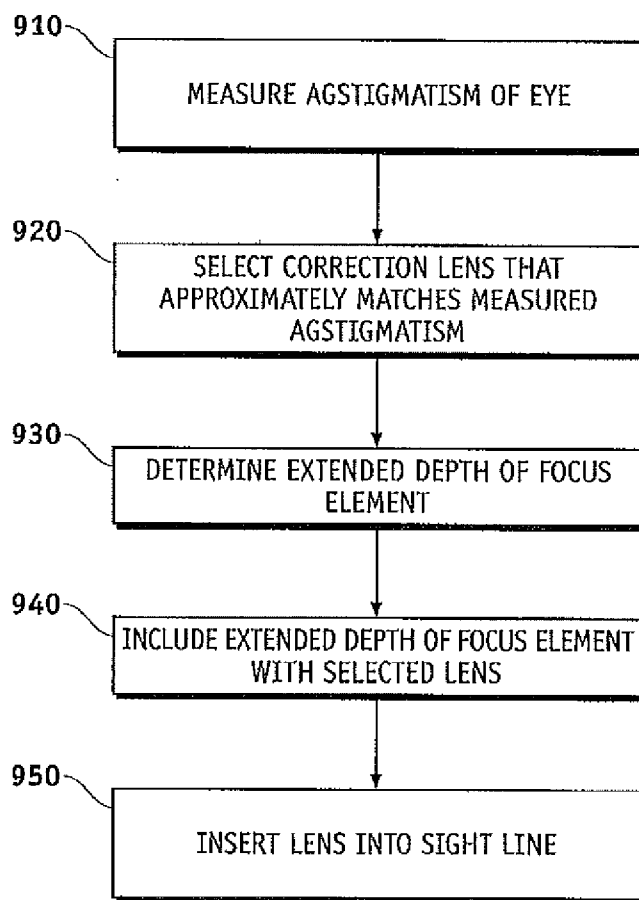 910
MEASURE AGSTIGMATISM OF EYE
920
SELECT CORRECTION LENS THAT
APPROXIMATELY MATCHES MEASURED
AGSTIGMATISM
930
DETERMINE EXTENDED DEPTH OF FOCUS
ELEMENT
940
INCLUDE EXTENDED DEPTH OF FOCUS ELEMENT
WITH SELECTED LENS
950
INSERT LENS INTO SIGHT LINE